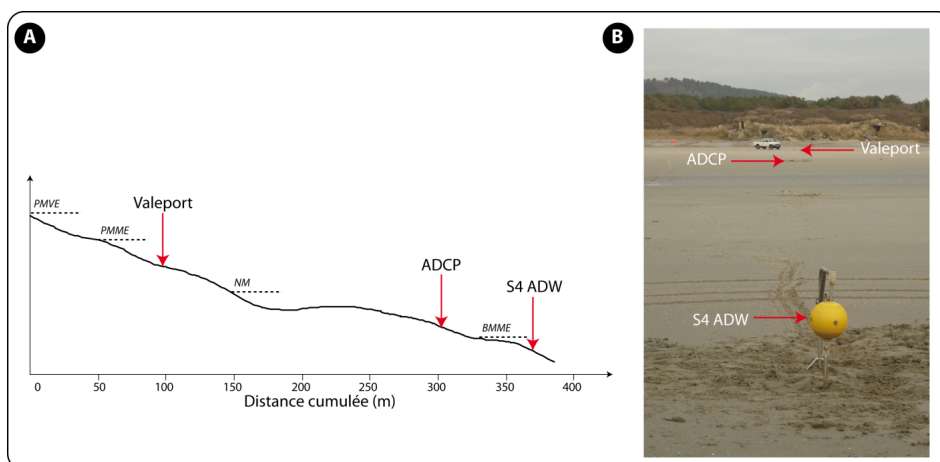 A
PMVE
PMME
Valeport
NM
ADCP
S4 ADW
BMME
0 50 100 150 200 250 300 350 400
Distance cumulée (m)
B
Valeport
ADCP
S4 ADW